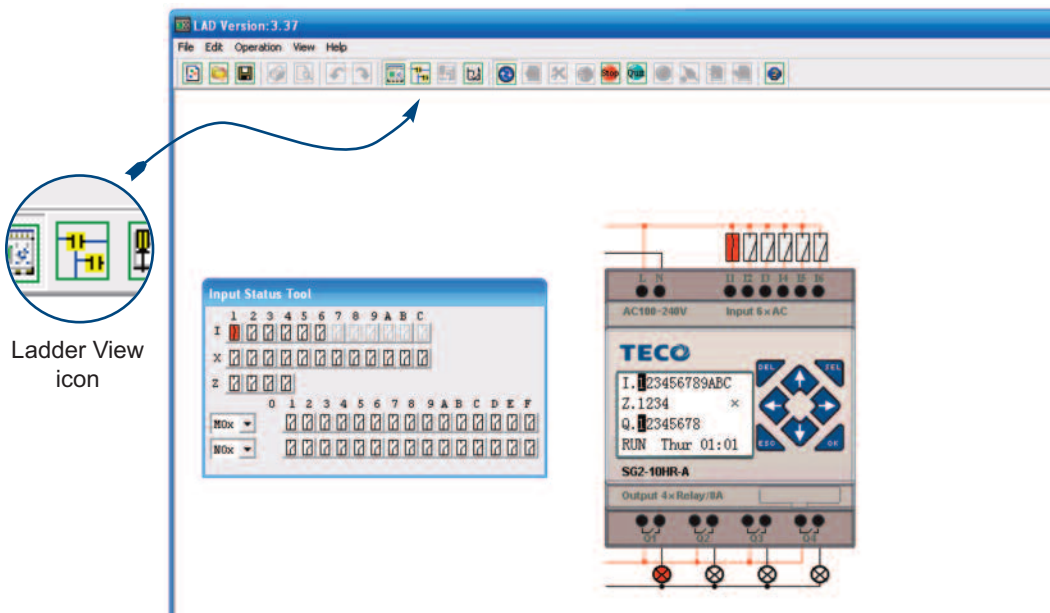 LAD Version:3.37
File Edit Operation View Help
Stop Quit
Ladder View
icon
Input Status Tool
1 2 3 4 5 6 7 8 9 A B C
I
X
Z
0 1 2 3 4 5 6 7 8 9 A B C D E F
M0x
N0x
L N I1 I2 I3 I4 I5 I6
AC100-240V Input 6×AC
TECO
DEL SEL
I.123456789ABC
Z.1234 ×
Q.12345678
RUN Thur 01:01
ESC OK
SG2-10HR-A
Output 4×Relay/8A
Q1 Q2 Q3 Q4